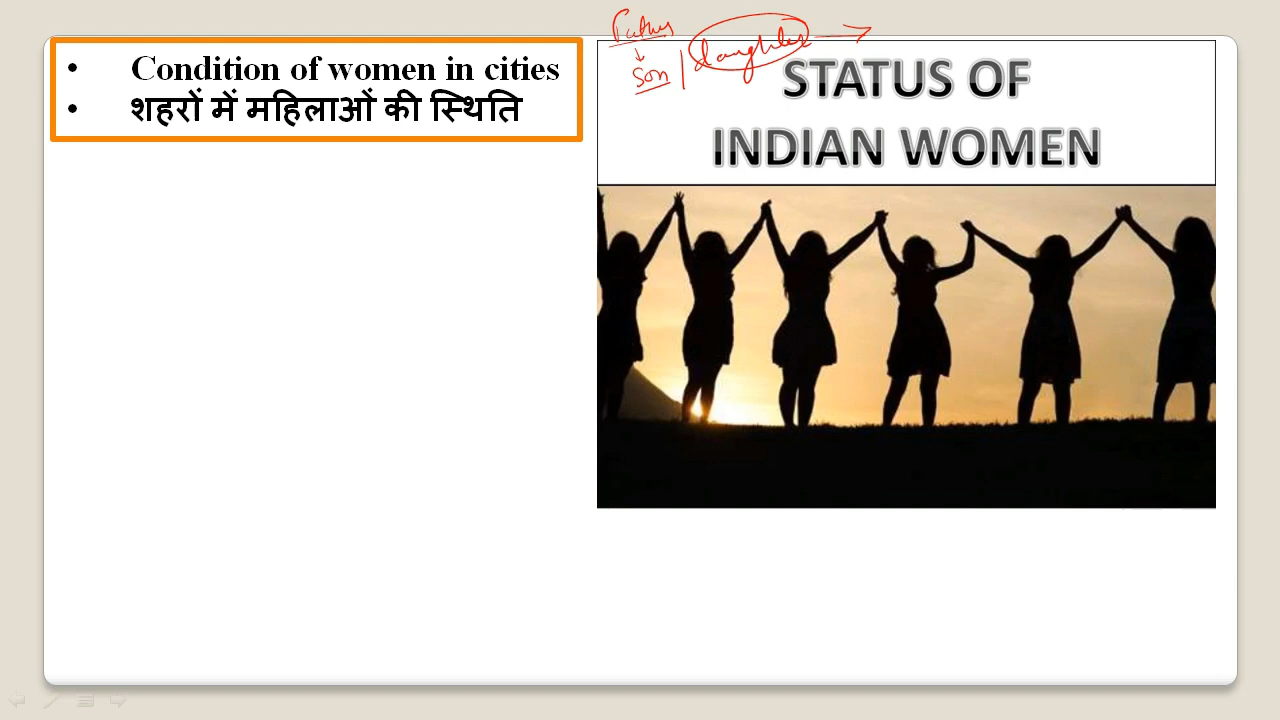 • Condition of women in cities
• शहरों में महिलाओं की स्थिति
Father
↓
Son / daughter →
STATUS OF
INDIAN WOMEN